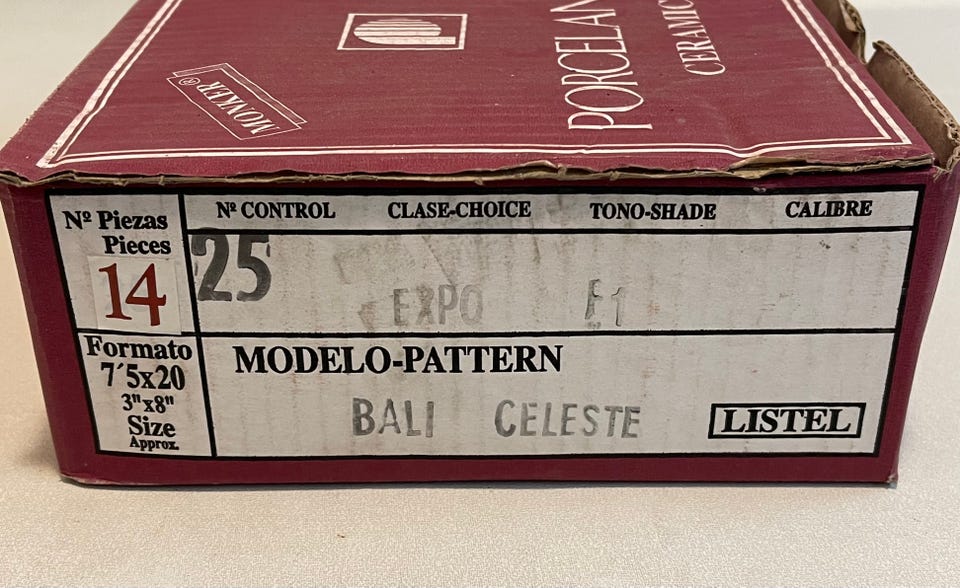 PORCELAN
CERAMIC
MONKER®
Nº Piezas
Pieces
14
Nº CONTROL CLASE-CHOICE TONO-SHADE CALIBRE
25
EXPO
Formato
7´5x20
3"x8"
Size
Approx.
MODELO-PATTERN
BALI CELESTE
LISTEL